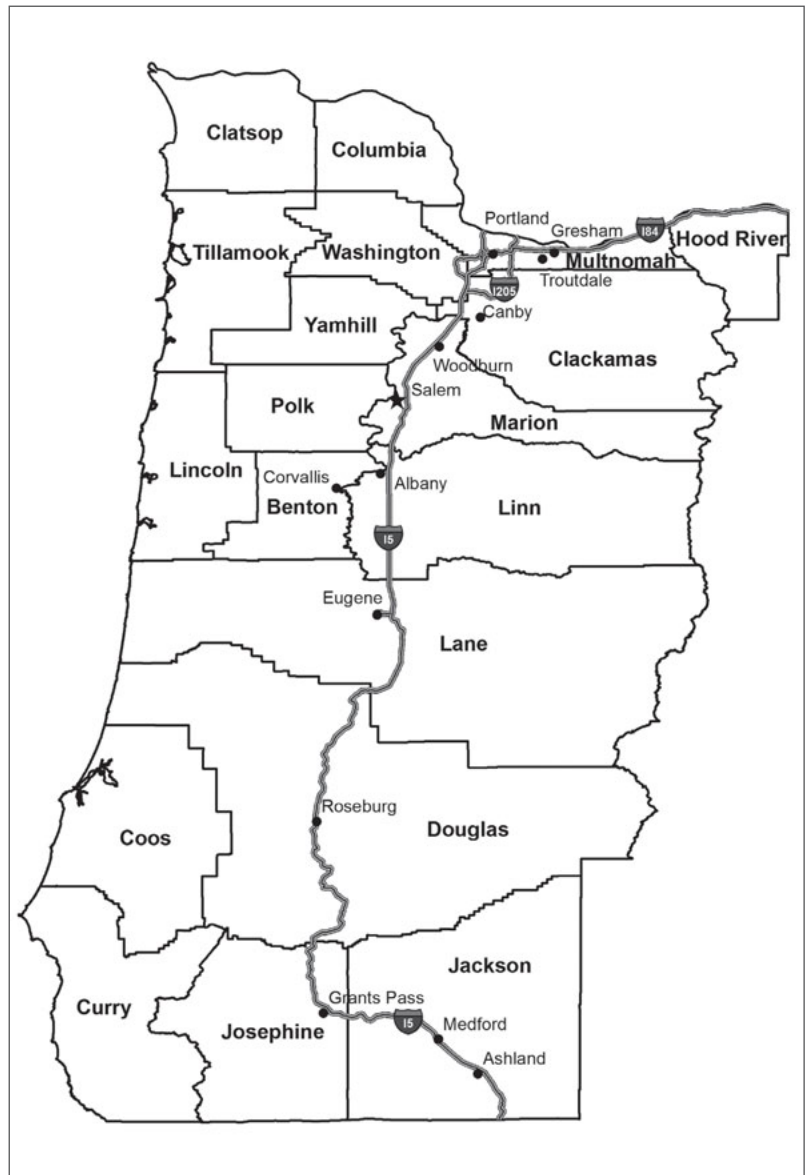 Clatsop
Columbia
Portland
Gresham
I84
Hood River
Tillamook
Washington
Multnomah
Troutdale
I205
Canby
Yamhill
Woodburn
Clackamas
Salem
Polk
Marion
Lincoln
Corvallis
Albany
Benton
Linn
I5
Eugene
Lane
Roseburg
Douglas
Coos
Jackson
Curry
Grants Pass
Josephine
I5
Medford
Ashland